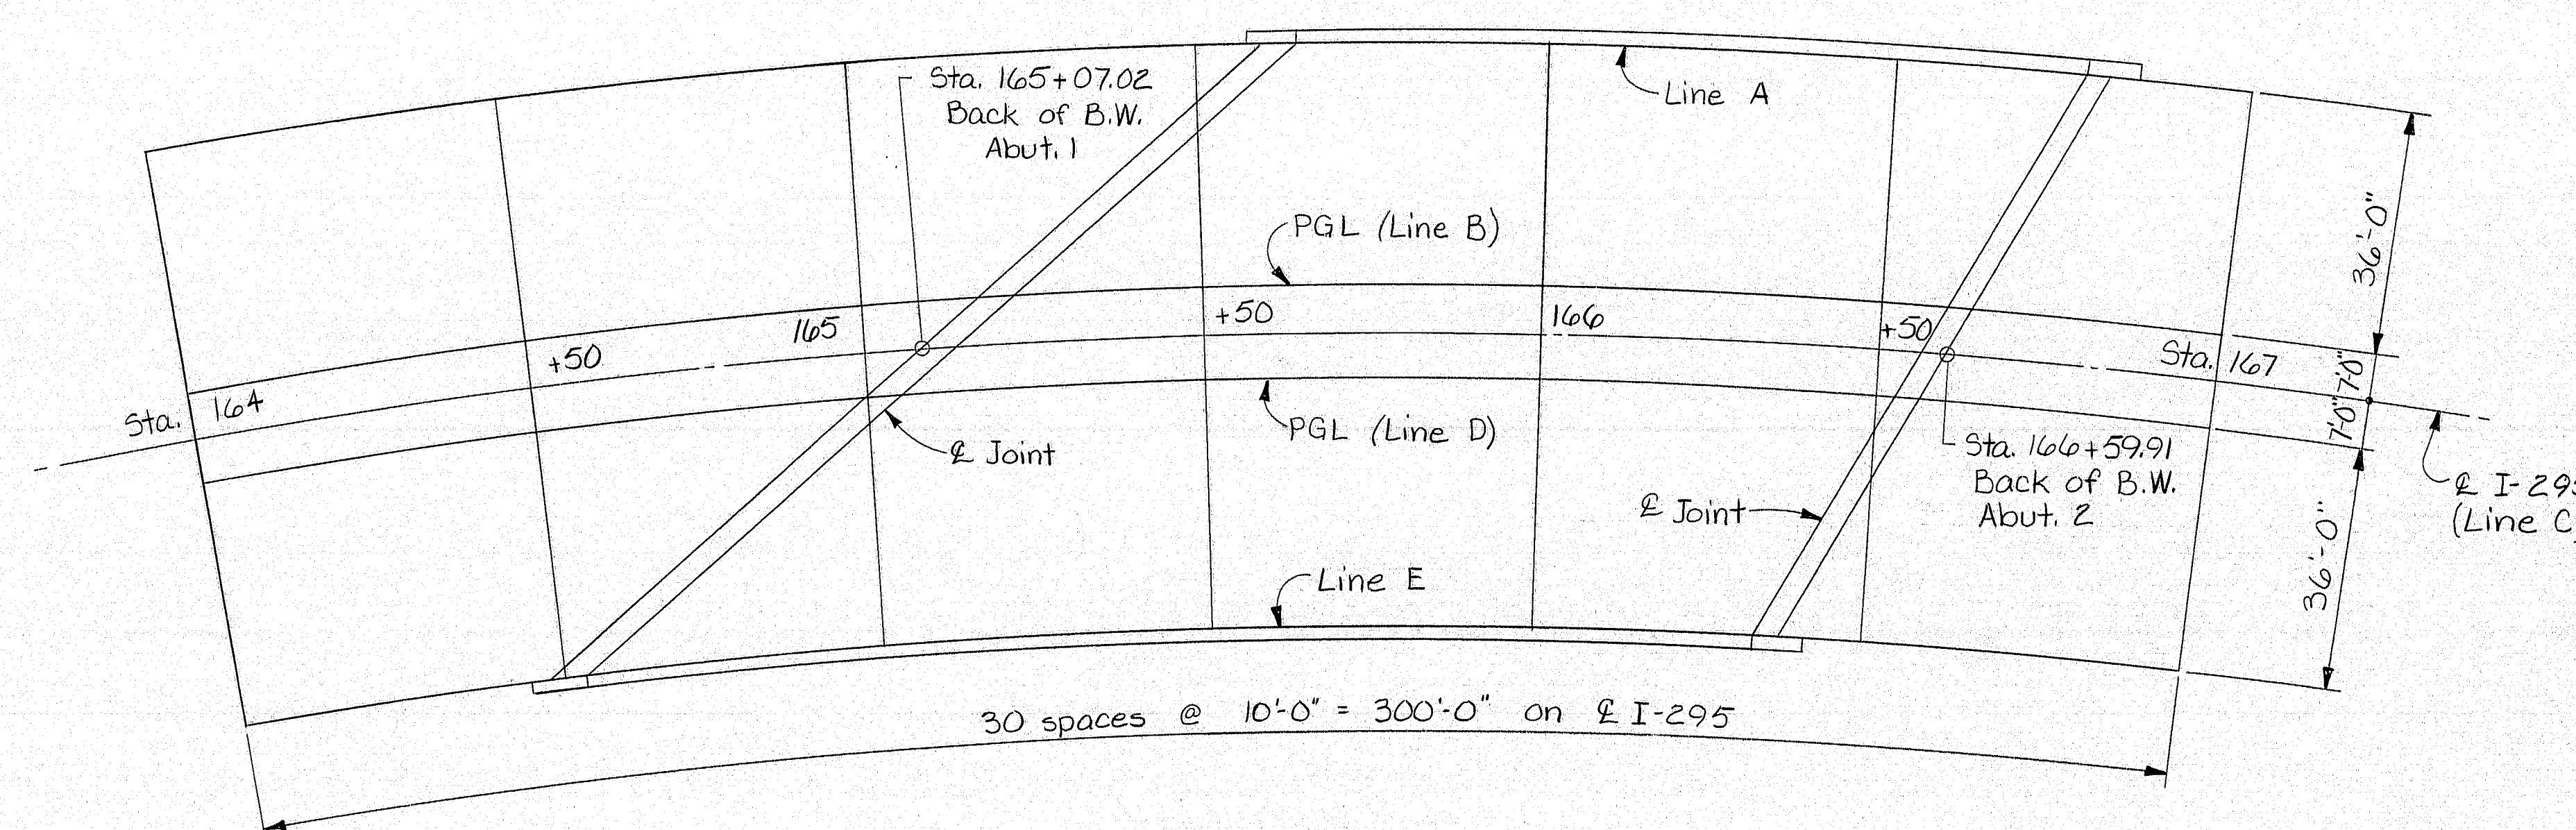 Sta. 165+07.02
Back of B.W.
Abut. 1
Line A
PGL (Line B)
36'-0"
165
+50
166
+50
Sta. 167
7'-0"
7'-0"
+50
Sta. 164
PGL (Line D)
℄ Joint
Sta. 166+59.91
Back of B.W.
Abut. 2
℄ I-29
(Line C
℄ Joint
36'-0"
Line E
30 spaces @ 10'-0" = 300'-0" on ℄ I-295